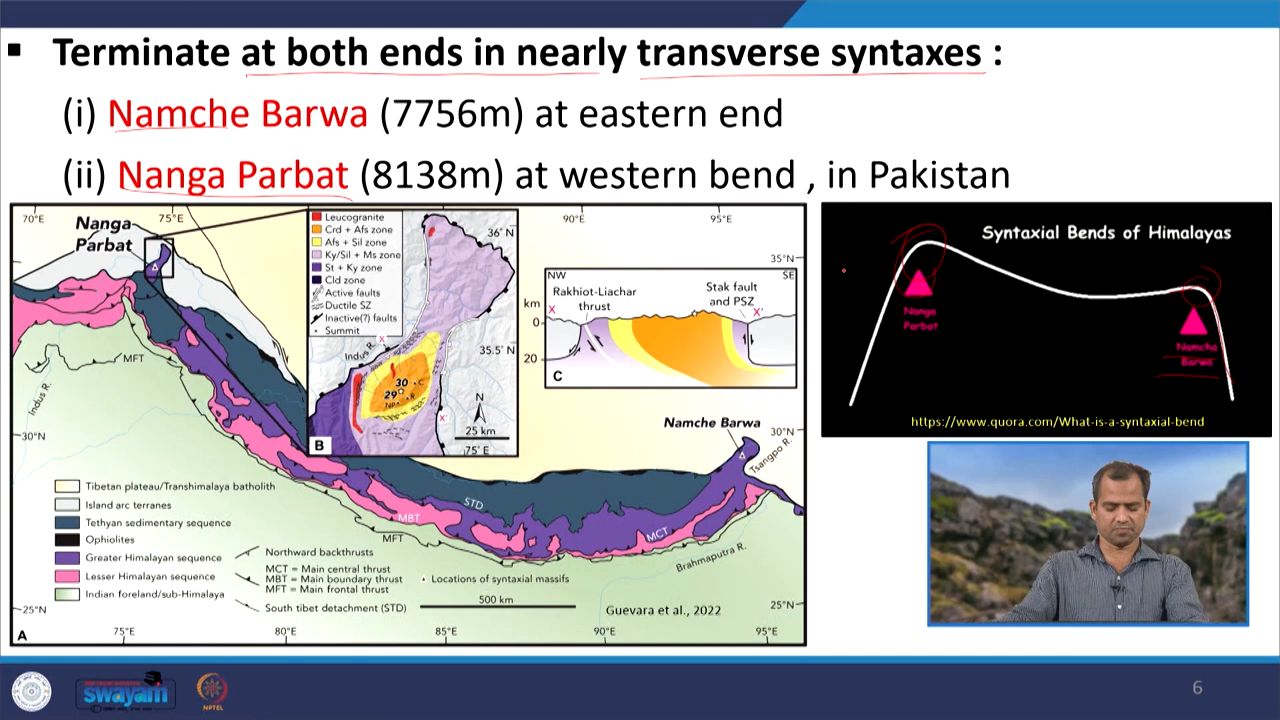 ▪ Terminate at both ends in nearly transverse syntaxes :
(i) Namche Barwa (7756m) at eastern end
(ii) Nanga Parbat (8138m) at western bend , in Pakistan
70°E
75°E
90°E
95°E
Nanga
Parbat
Leucogranite
Crd + Afs zone
Afs + Sil zone
Ky/Sil + Ms zone
St + Ky zone
Cld zone
Active faults
Ductile SZ
Inactive(?) faults
Summit
36° N
35.5° N
Indus R.
X
X'
30
C
29
R
NP
N
25 km
75° E
B
35°N
NW
SE
Rakhiot-Liachar
thrust
Stak fault
and PSZ
km
X
X'
0
20
C
MFT
Indus R.
30°N
Namche Barwa
30°N
Tsangpo R.
STD
MBT
MFT
MCT
Brahmaputra R.
Tibetan plateau/Transhimalaya batholith
Island arc terranes
Tethyan sedimentary sequence
Ophiolites
Greater Himalayan sequence
Lesser Himalayan sequence
Indian foreland/sub-Himalaya
Northward backthrusts
MCT = Main central thrust
MBT = Main boundary thrust
MFT = Main frontal thrust
South tibet detachment (STD)
Locations of syntaxial massifs
500 km
Guevara et al., 2022
25°N
25°N
A
75°E
80°E
85°E
90°E
95°E
Syntaxial Bends of Himalayas
Nanga
Parbat
Namcha
Barwa
https://www.quora.com/What-is-a-syntaxial-bend
swayam
NPTEL
6